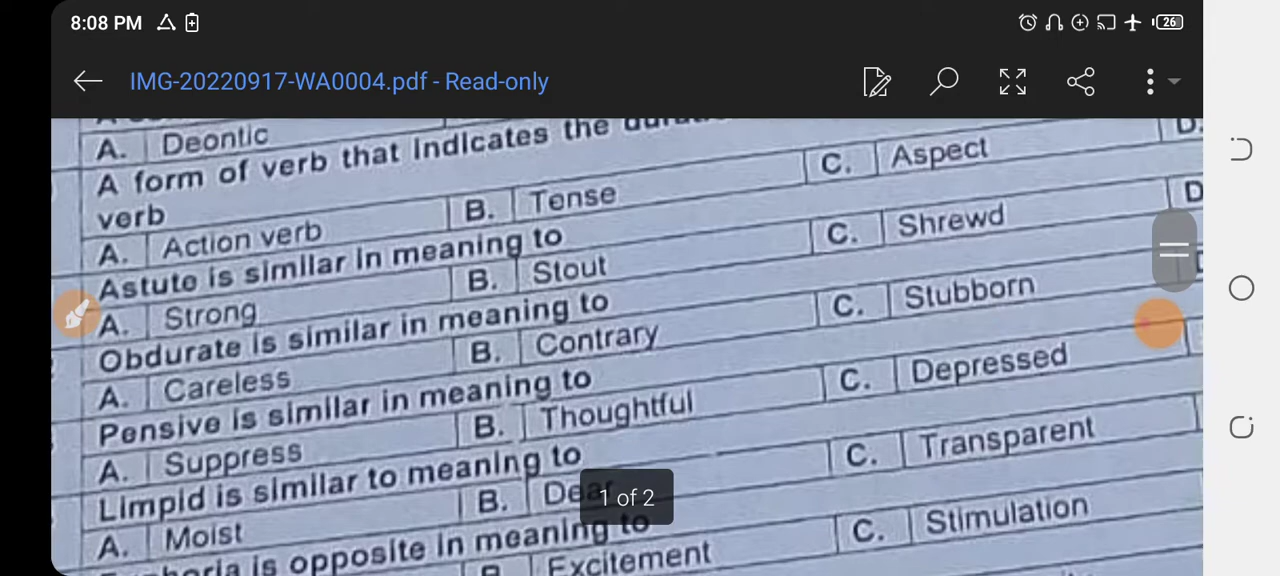 8:08 PM 26
IMG-20220917-WA0004.pdf - Read-only
A. Deontic
A form of verb that indicates the
verb
A. Action verb B. Tense C. Aspect D.
Astute is similar in meaning to
A. Strong B. Stout C. Shrewd D
Obdurate is similar in meaning to
A. Careless B. Contrary C. Stubborn
Pensive is similar in meaning to
A. Suppress B. Thoughtful C. Depressed
Limpid is similar to meaning to
A. Moist B. C. Transparent
is opposite in meaning to
Excitement C. Stimulation
1 of 2